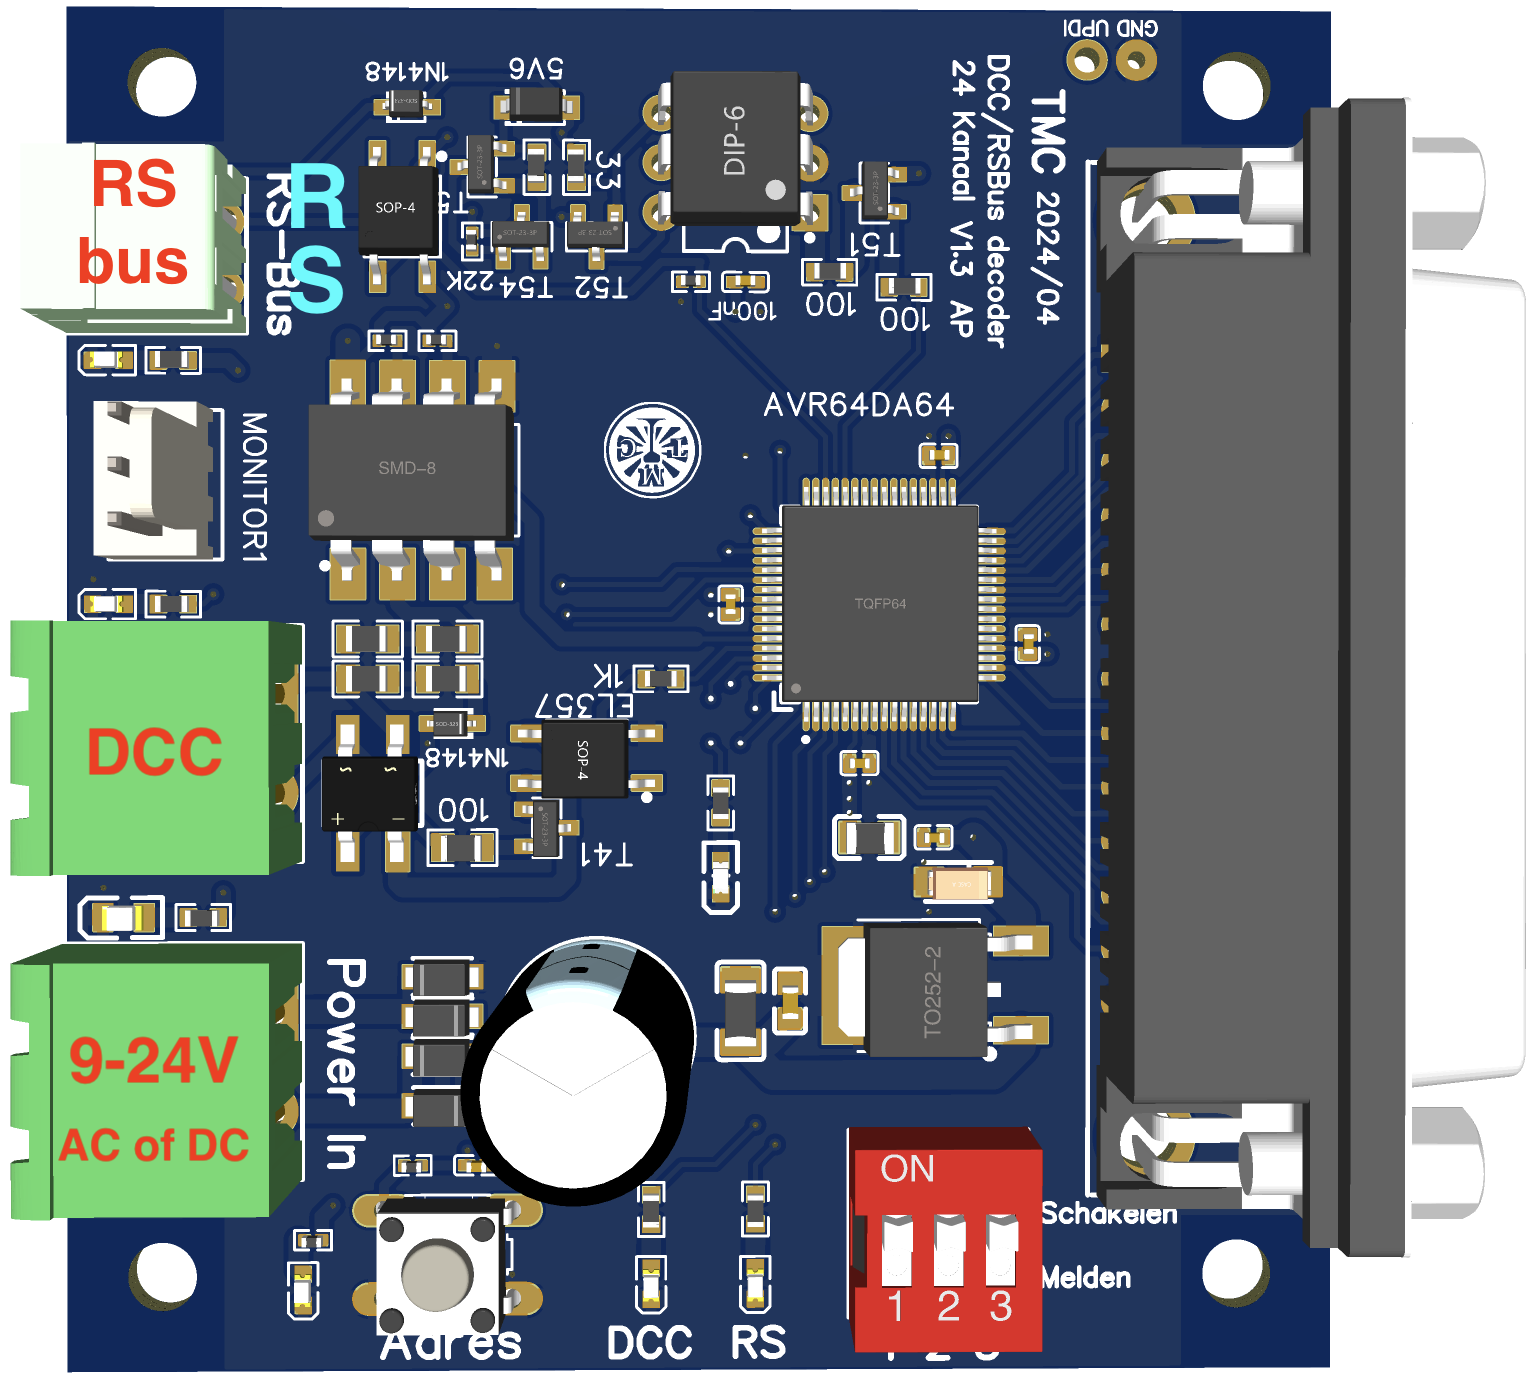 GND
UPDI
TMC 2024/04
DCC/RSBus decoder
24 Kanaal V1.3 AP
1N4148
5V6
DIP-6
33
SOP-4
22K
T54
T52
T51
100nF
100
100
RS
bus
RS-Bus
R
S
MONITOR1
SMD-8
T M C
AVR64DA64
TQFP64
1K
EL357
SOP-4
1N4148
100
T41
DCC
TO252-2
Power In
9-24V
AC of DC
ON
1 2 3
Schakelen
Melden
Adres
DCC
RS